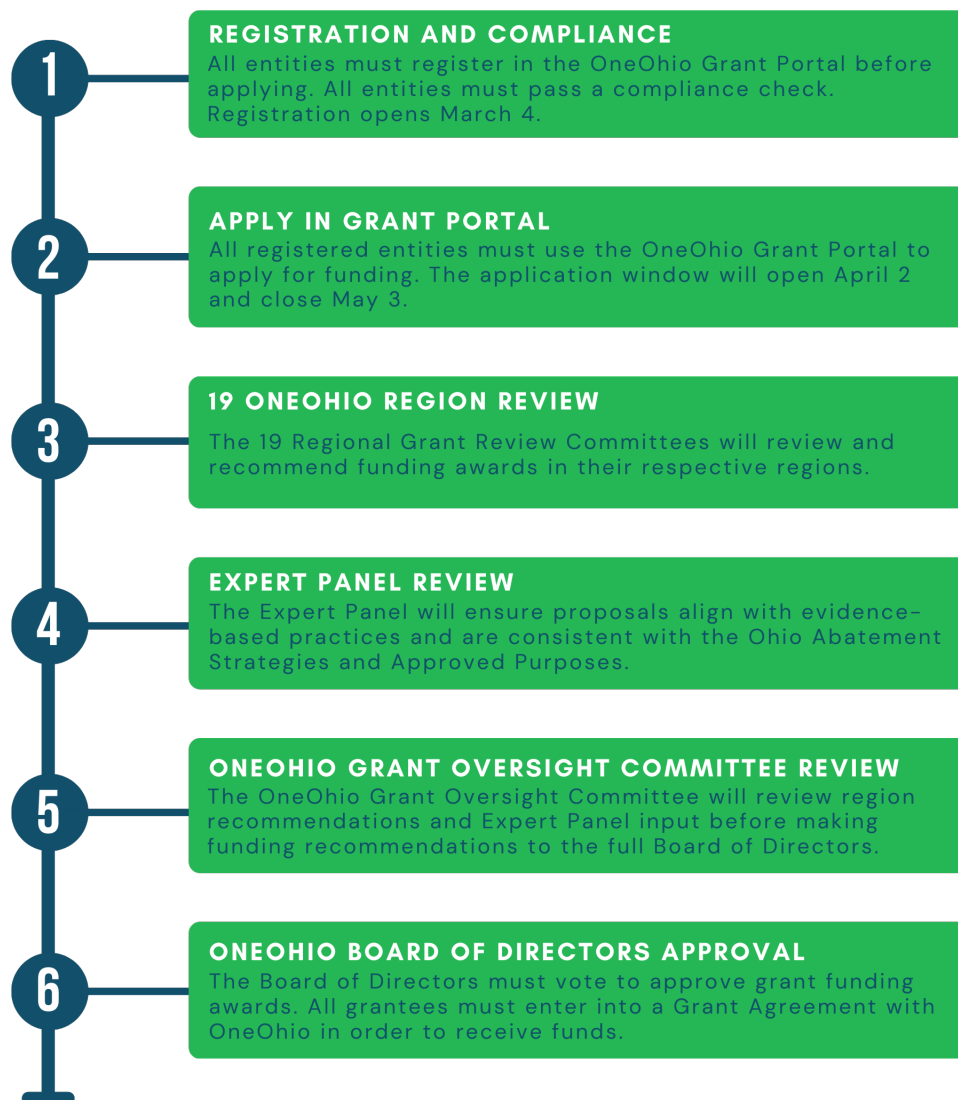 1
REGISTRATION AND COMPLIANCE
All entities must register in the OneOhio Grant Portal before
applying. All entities must pass a compliance check.
Registration opens March 4.
2
APPLY IN GRANT PORTAL
All registered entities must use the OneOhio Grant Portal to
apply for funding. The application window will open April 2
and close May 3.
3
19 ONEOHIO REGION REVIEW
The 19 Regional Grant Review Committees will review and
recommend funding awards in their respective regions.
4
EXPERT PANEL REVIEW
The Expert Panel will ensure proposals align with evidence-
based practices and are consistent with the Ohio Abatement
Strategies and Approved Purposes.
5
ONEOHIO GRANT OVERSIGHT COMMITTEE REVIEW
The OneOhio Grant Oversight Committee will review region
recommendations and Expert Panel input before making
funding recommendations to the full Board of Directors.
6
ONEOHIO BOARD OF DIRECTORS APPROVAL
The Board of Directors must vote to approve grant funding
awards. All grantees must enter into a Grant Agreement with
OneOhio in order to receive funds.